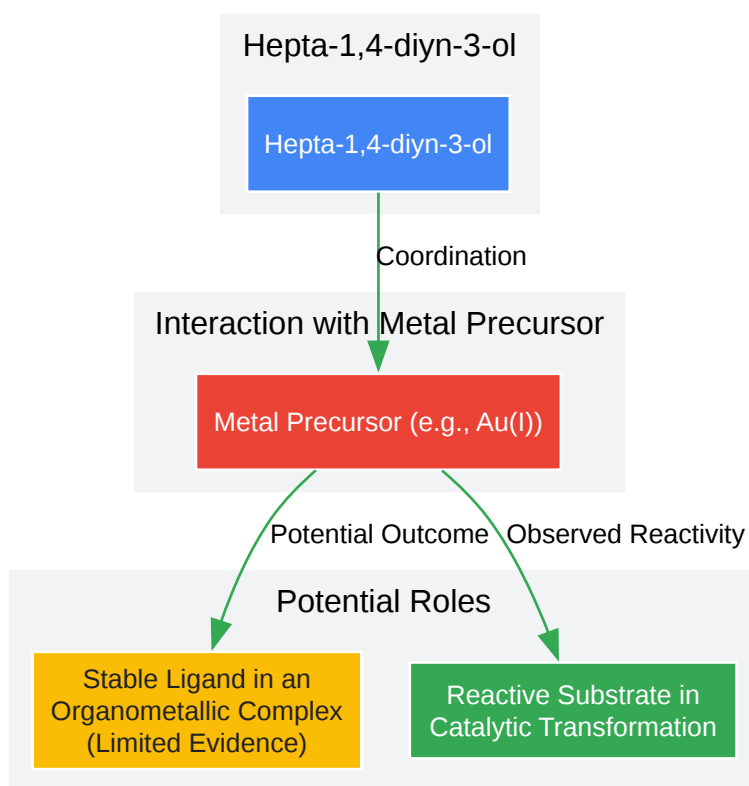 Hepta-1,4-diyn-3-ol
Hepta-1,4-diyn-3-ol
Coordination
Interaction with Metal Precursor
Metal Precursor (e.g., Au(I))
Potential Outcome
Observed Reactivity
Potential Roles
Stable Ligand in an
Organometallic Complex
(Limited Evidence)
Reactive Substrate in
Catalytic Transformation